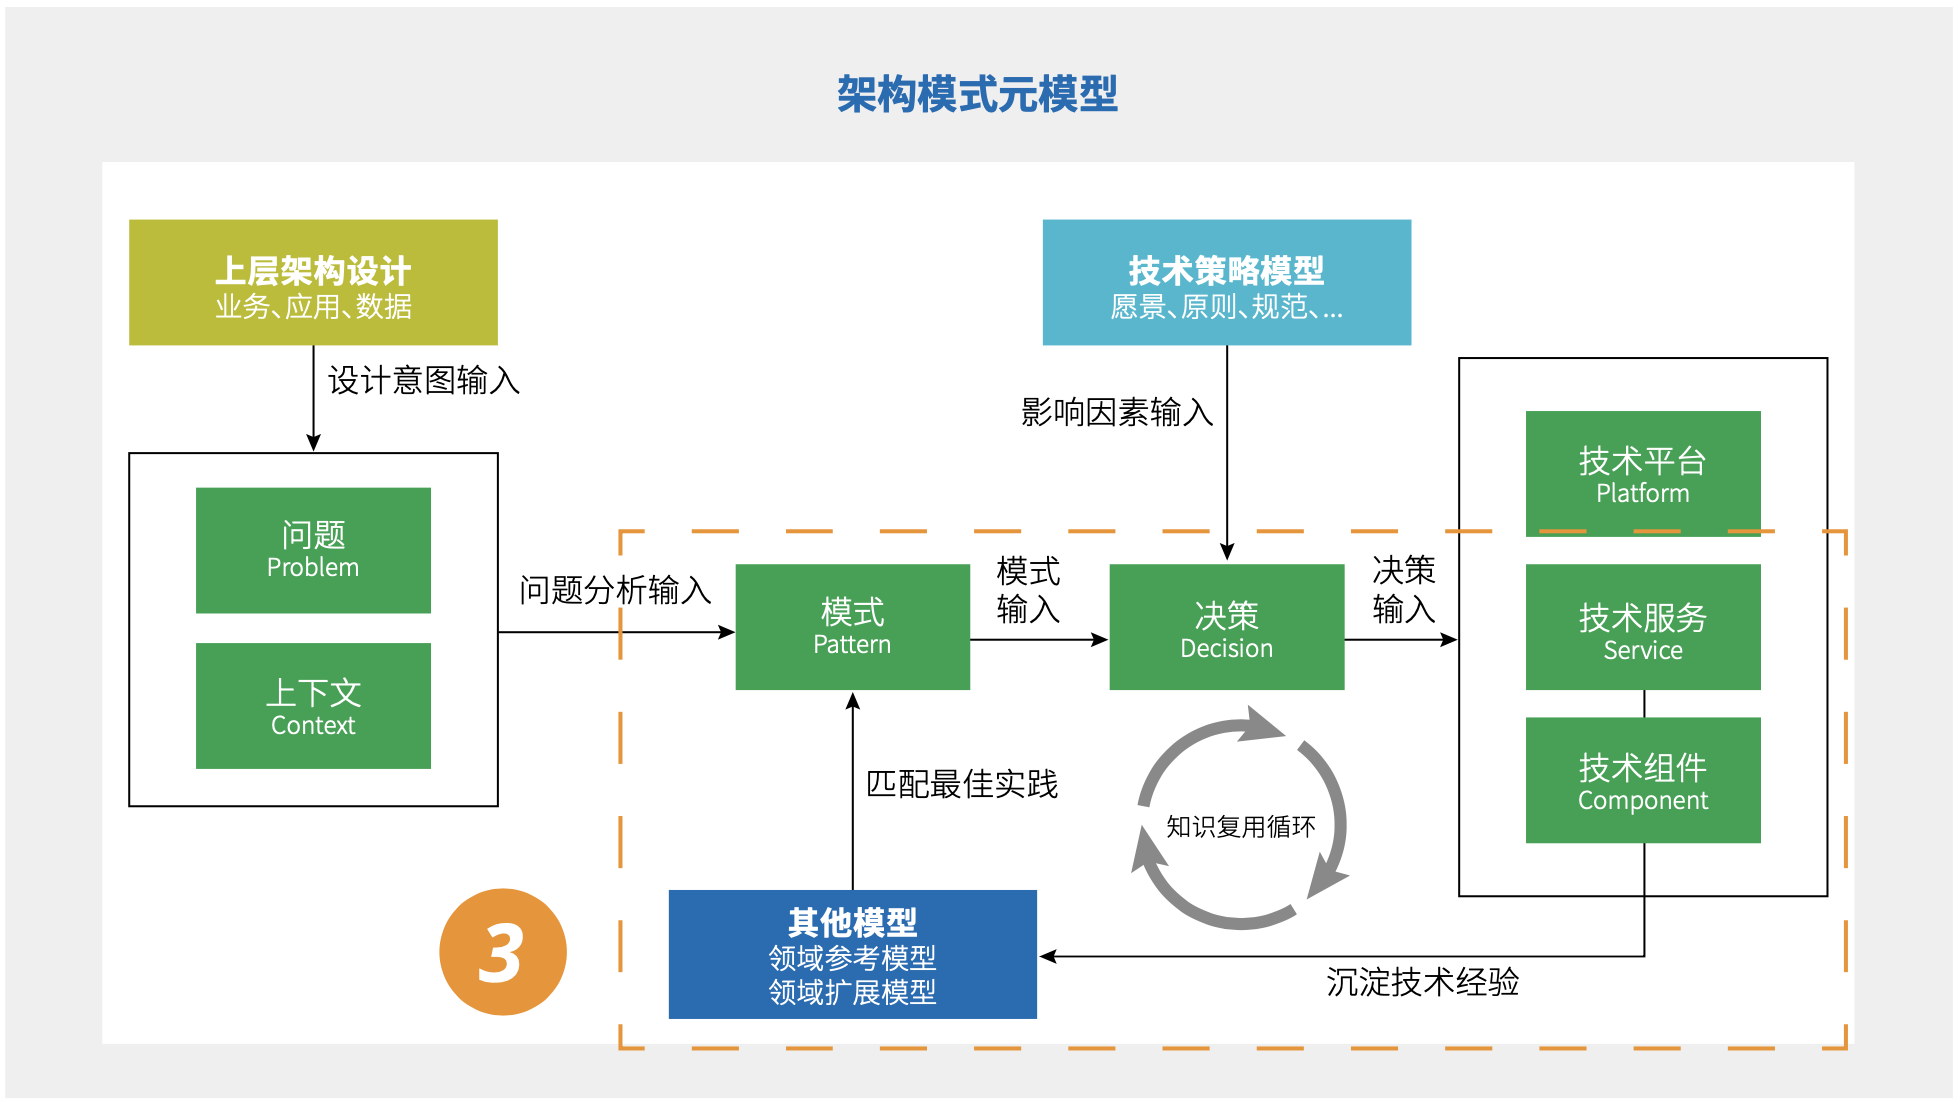 架构模式元模型
上层架构设计
业务、应用、数据
技术策略模型
愿景、原则、规范、...
设计意图输入
影响因素输入
问题
Problem
上下文
Context
问题分析输入
模式
Pattern
模式
输入
决策
Decision
决策
输入
技术平台
Platform
技术服务
Service
技术组件
Component
匹配最佳实践
知识复用循环
3
其他模型
领域参考模型
领域扩展模型
沉淀技术经验